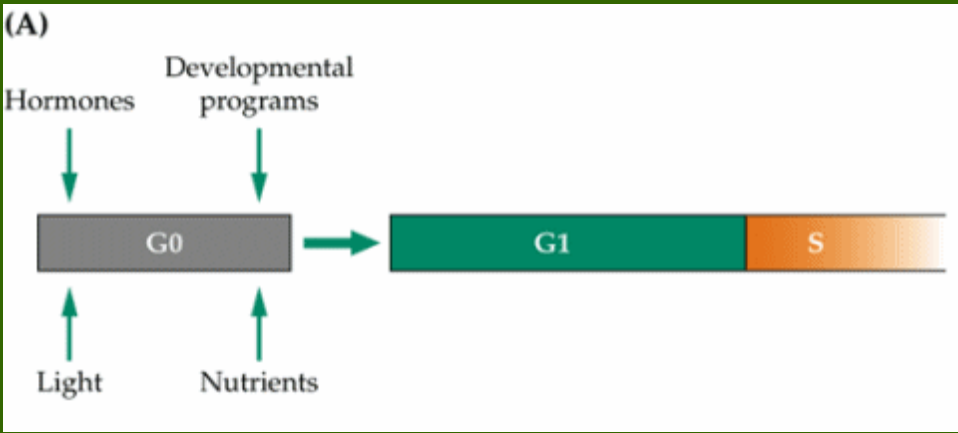 (A)
Developmental
Hormones programs
G0 G1 S
Light Nutrients